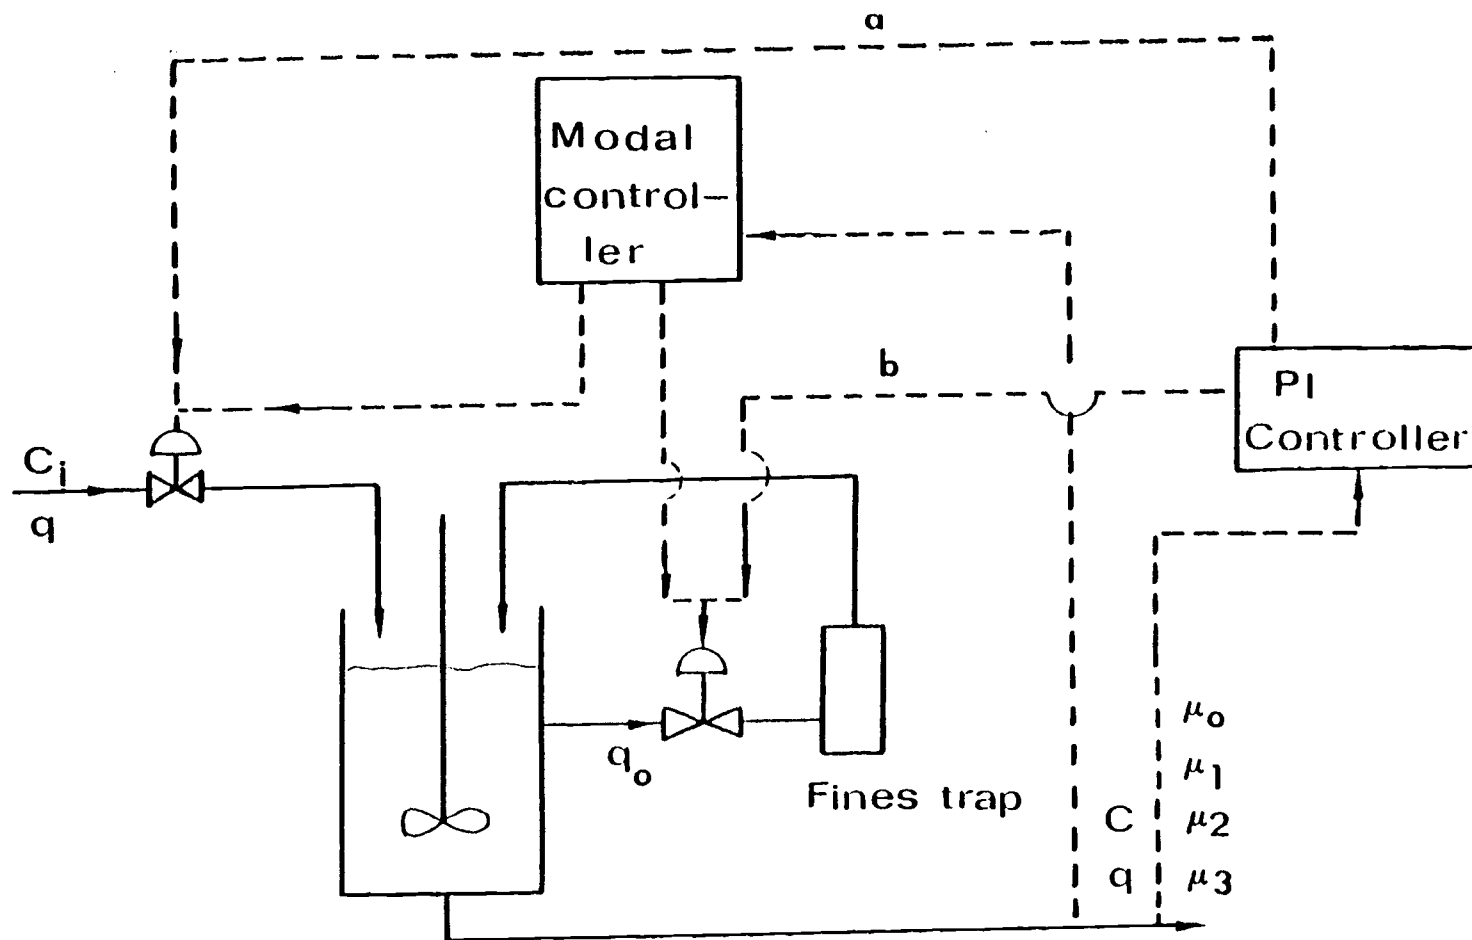 a
Modal
control-
ler
b
PI
Controller
Ci
q
qo
Fines trap
μo
μ1
C μ2
q μ3